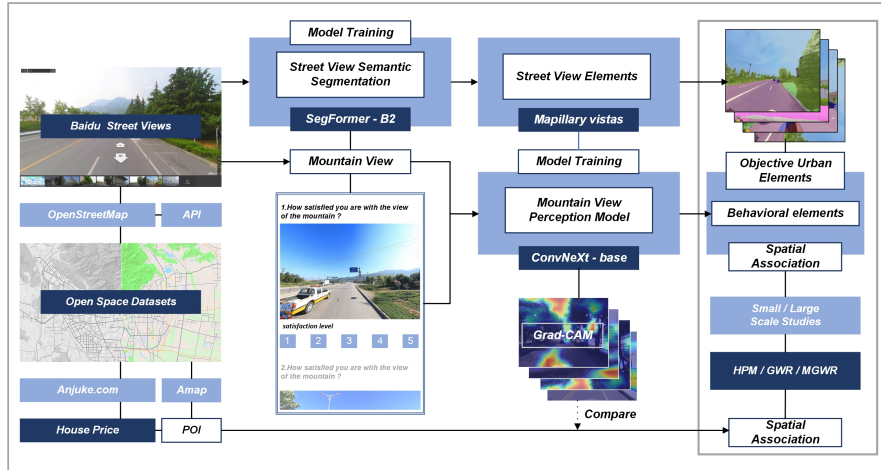 Model Training
Street View Semantic
Segmentation
SegFormer - B2
Street View Elements
Mapillary vistas
Baidu Street Views
Mountain View
Model Training
Objective Urban
Elements
OpenStreetMap
API
1.How satisfied you are with the view
of the mountain ?
Mountain View
Perception Model
Behavioral elements
ConvNeXt - base
Spatial
Association
Open Space Datasets
Grad-CAM
Small / Large
Scale Studies
satisfaction level
1 2 3 4 5
2.How satisfied you are with the view
of the mountain ?
HPM / GWR / MGWR
Anjuke.com
Amap
Compare
House Price
POI
Spatial
Association